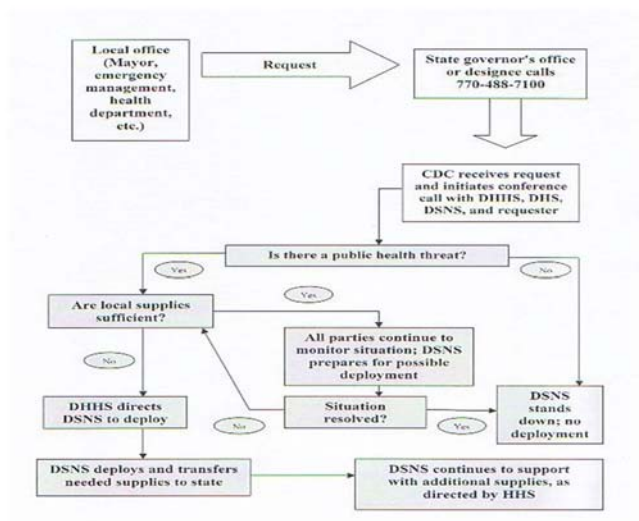 Local office
(Mayor,
emergency
management,
health
department,
etc.)
Request
State governor's office
or designee calls
770-488-7100
CDC receives request
and initiates conference
call with DHHS, DHS,
DSNS, and requester
Is there a public health threat?
Yes
No
Are local supplies
sufficient?
Yes
All parties continue to
monitor situation; DSNS
prepares for possible
deployment
No
DHHS directs
DSNS to deploy
No
Situation
resolved?
Yes
DSNS
stands
down; no
deployment
DSNS deploys and transfers
needed supplies to state
DSNS continues to support
with additional supplies, as
directed by HHS